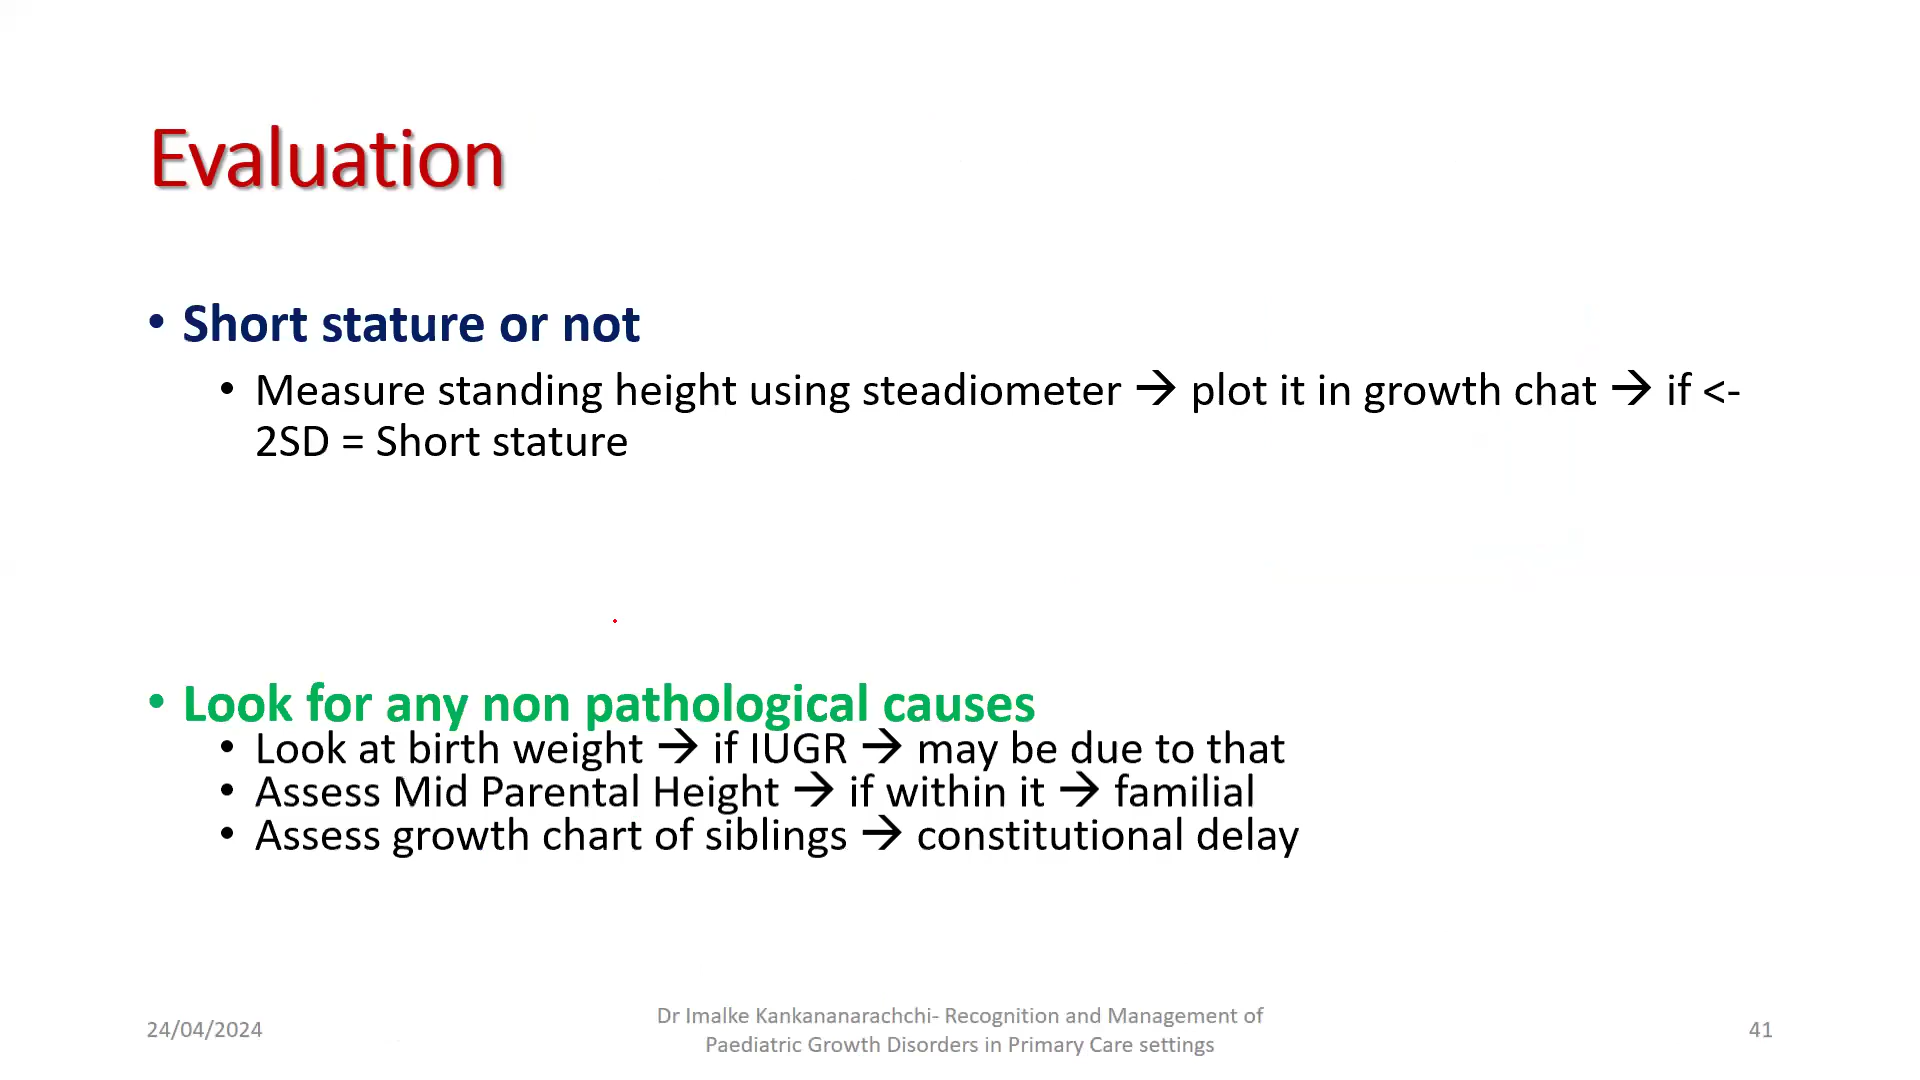 Evaluation
• Short stature or not
• Measure standing height using steadiometer → plot it in growth chat → if <-
2SD = Short stature
• Look for any non pathological causes
• Look at birth weight → if IUGR → may be due to that
• Assess Mid Parental Height → if within it → familial
• Assess growth chart of siblings → constitutional delay
24/04/2024
Dr Imalke Kankananarachchi- Recognition and Management of
Paediatric Growth Disorders in Primary Care settings
41